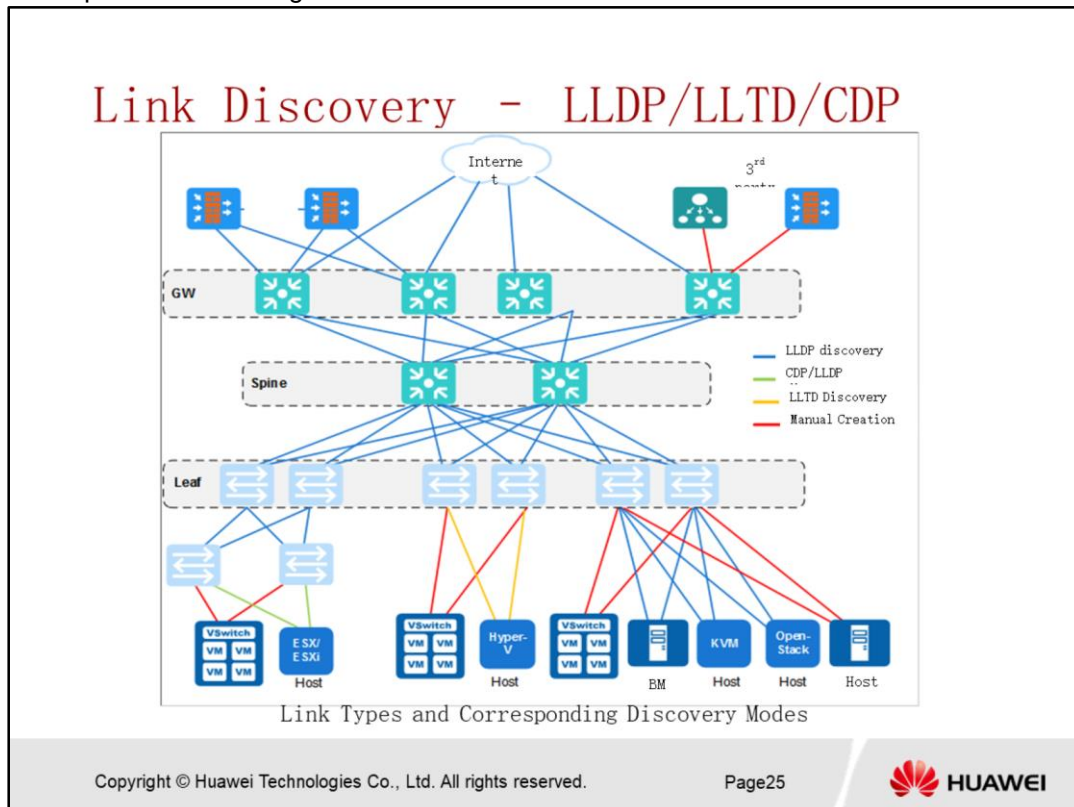 Link Discovery - LLDP/LLTD/CDP
Interne
t
3rd
GW
LLDP discovery
CDP/LLDP
LLTD Discovery
Manual Creation
Spine
Leaf
VSwitch
VM VM
VM VM
ESX/
ESXi
Host
VSwitch
VM VM
VM VM
Hyper-
V
Host
VSwitch
VM VM
VM VM
BM
KVM
Host
Open-
Stack
Host
Host
Link Types and Corresponding Discovery Modes
Copyright © Huawei Technologies Co., Ltd. All rights reserved.
Page25
HUAWEI